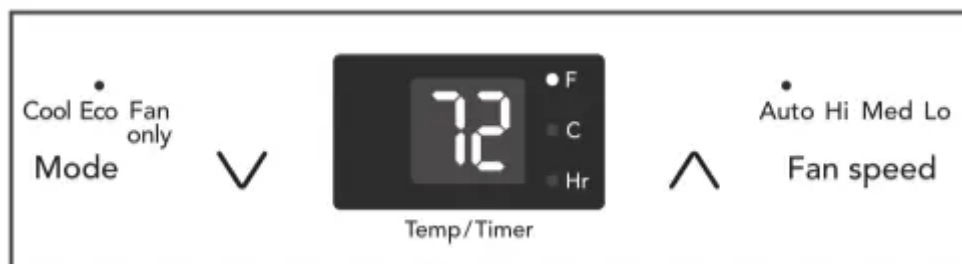 Cool Eco Fan
only
Mode
72
F
C
Hr
Temp/Timer
Auto Hi Med Lo
Fan speed